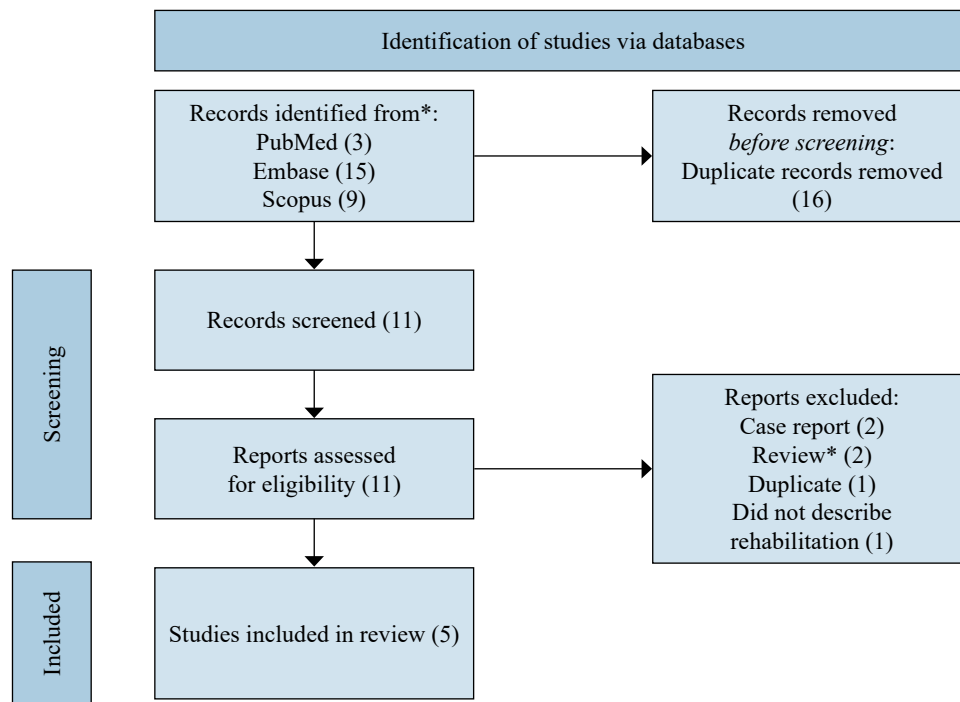 Identification of studies via databases
Records identified from*:
PubMed (3)
Embase (15)
Scopus (9)
Records removed
before screening:
Duplicate records removed
(16)
Screening
Records screened (11)
Reports assessed
for eligibility (11)
Reports excluded:
Case report (2)
Review* (2)
Duplicate (1)
Did not describe
rehabilitation (1)
Included
Studies included in review (5)